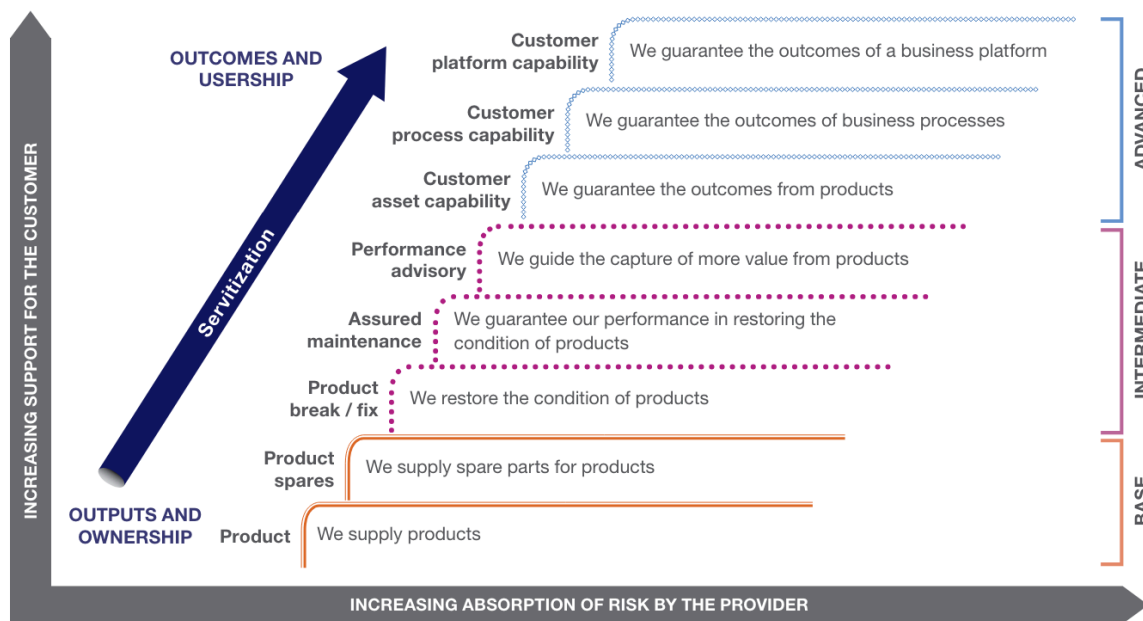 OUTCOMES AND
USERSHIP
Customer
platform capability
We guarantee the outcomes of a business platform
Customer
process capability
We guarantee the outcomes of business processes
Customer
asset capability
We guarantee the outcomes from products
ADVANCED
Performance
advisory
We guide the capture of more value from products
Assured
maintenance
We guarantee our performance in restoring the
condition of products
Product
break / fix
We restore the condition of products
INTERMEDIATE
Product
spares
We supply spare parts for products
Product
We supply products
BASE
Servitization
OUTPUTS AND
OWNERSHIP
INCREASING SUPPORT FOR THE CUSTOMER
INCREASING ABSORPTION OF RISK BY THE PROVIDER